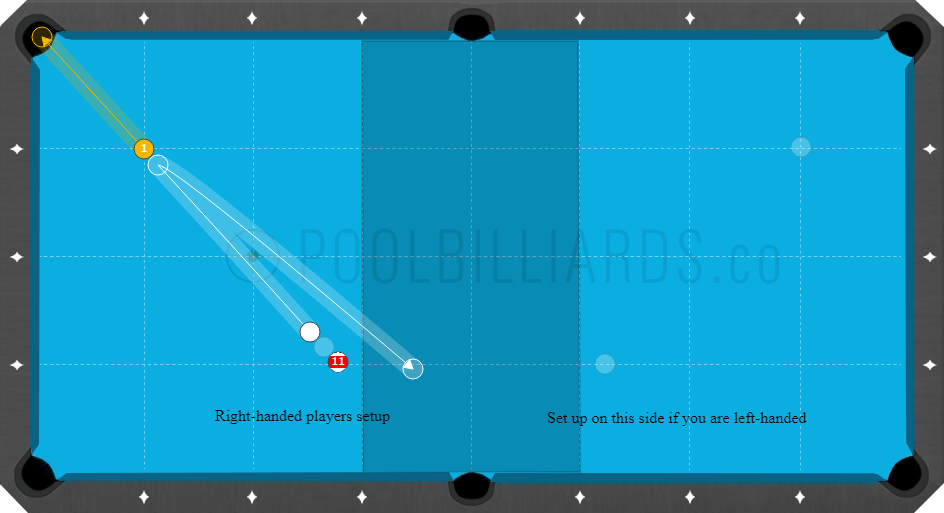 1
POOLBILLIARDS.co
11
Right-handed players setup
Set up on this side if you are left-handed